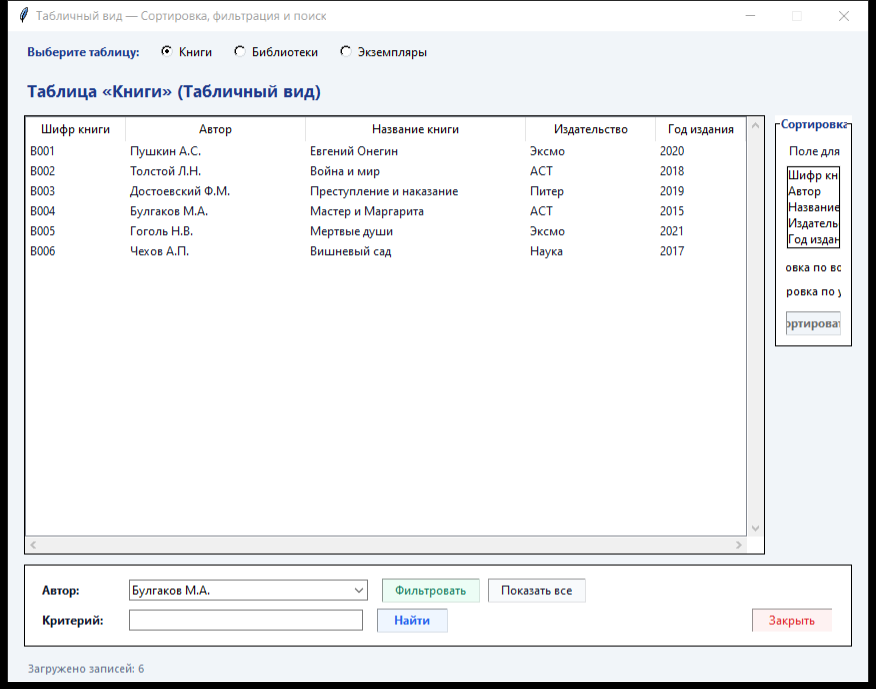 Табличный вид — Сортировка, фильтрация и поиск
Выберите таблицу: Книги Библиотеки Экземпляры
Таблица «Книги» (Табличный вид)
Шифр книги Автор Название книги Издательство Год издания
B001 Пушкин А.С. Евгений Онегин Эксмо 2020
B002 Толстой Л.Н. Война и мир АСТ 2018
B003 Достоевский Ф.М. Преступление и наказание Питер 2019
B004 Булгаков М.А. Мастер и Маргарита АСТ 2015
B005 Гоголь Н.В. Мертвые души Эксмо 2021
B006 Чехов А.П. Вишневый сад Наука 2017
Сортировка
Поле для
Шифр кн
Автор
Название
Издатель
Год издан
овка по вс
ровка по у
ортироват
Автор: Булгаков М.А. Фильтровать Показать все
Критерий: Найти Закрыть
Загружено записей: 6